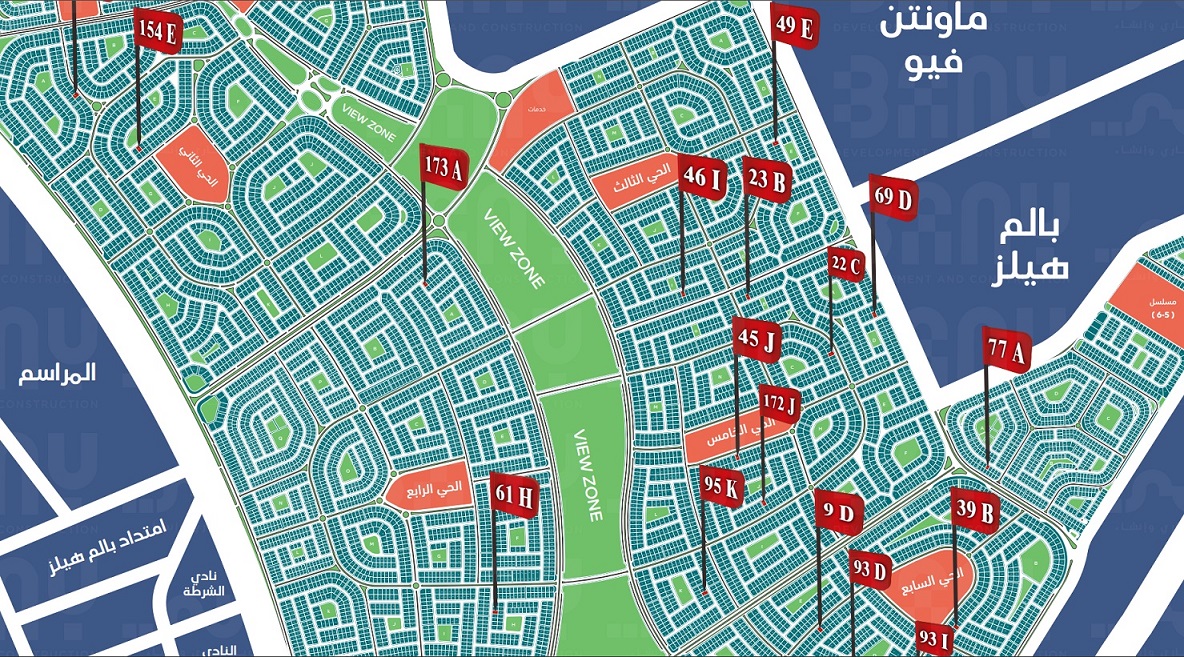 154 E
49 E
ماونتن
فيو
VIEW ZONE
خدمات
الحي الثاني
173 A
الحي الثالث
46 I
23 B
69 D
VIEW ZONE
بالم
هيلز
22 C
مسلسل
(6-5)
45 J
77 A
المراسم
172 J
الحي الخامس
VIEW ZONE
الحي الرابع
61 H
95 K
9 D
39 B
امتداد بالم هيلز
93 D
الحي السابع
نادي
الشرطة
93 I
النادي